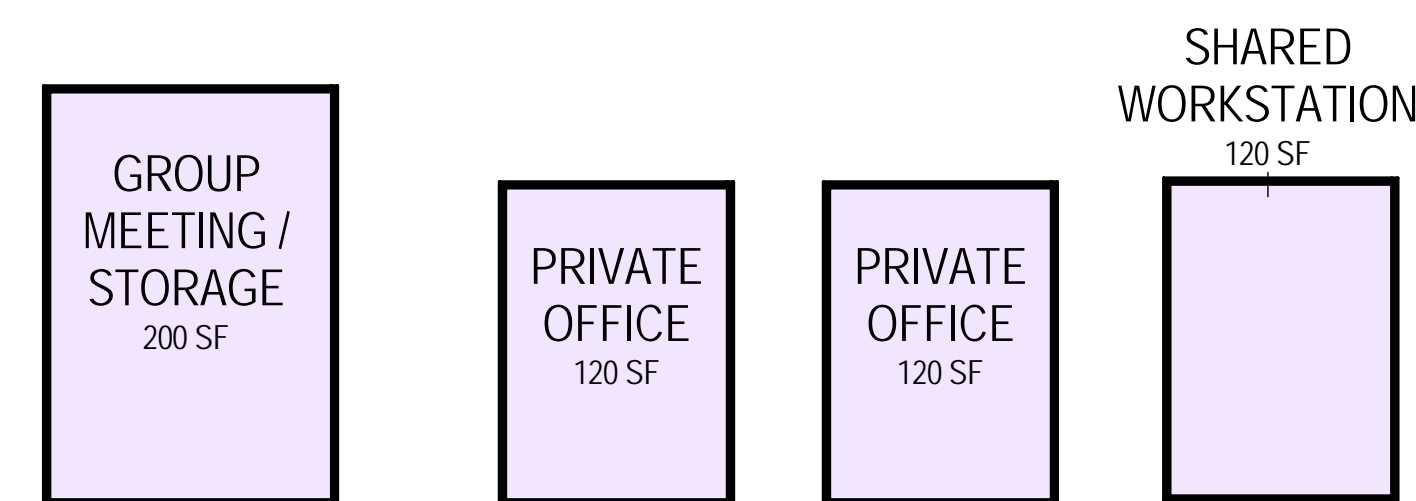 GROUP
MEETING /
STORAGE
200 SF
PRIVATE
OFFICE
120 SF
PRIVATE
OFFICE
120 SF
SHARED
WORKSTATION
120 SF